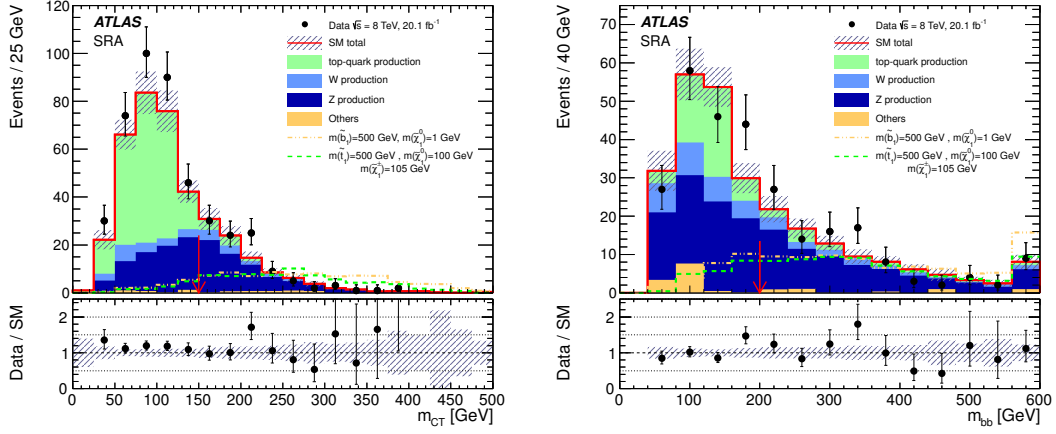 ATLAS
SRA
Data √s = 8 TeV, 20.1 fb⁻¹
SM total
top-quark production
W production
Z production
Others
m(b̃₁)=500 GeV, m(χ̃₁⁰)=1 GeV
m(t̃₁)=500 GeV , m(χ̃₁⁰)=100 GeV
m(χ̃₁±)=105 GeV
Events / 25 GeV
120
100
80
60
40
20
0
Data / SM
2
1
0
0 50 100 150 200 250 300 350 400 450 500
m_CT [GeV]
ATLAS
SRA
Data √s = 8 TeV, 20.1 fb⁻¹
SM total
top-quark production
W production
Z production
Others
m(b̃₁)=500 GeV, m(χ̃₁⁰)=1 GeV
m(t̃₁)=500 GeV , m(χ̃₁⁰)=100 GeV
m(χ̃₁±)=105 GeV
Events / 40 GeV
70
60
50
40
30
20
10
0
Data / SM
2
1
0
0 100 200 300 400 500 600
m_bb [GeV]